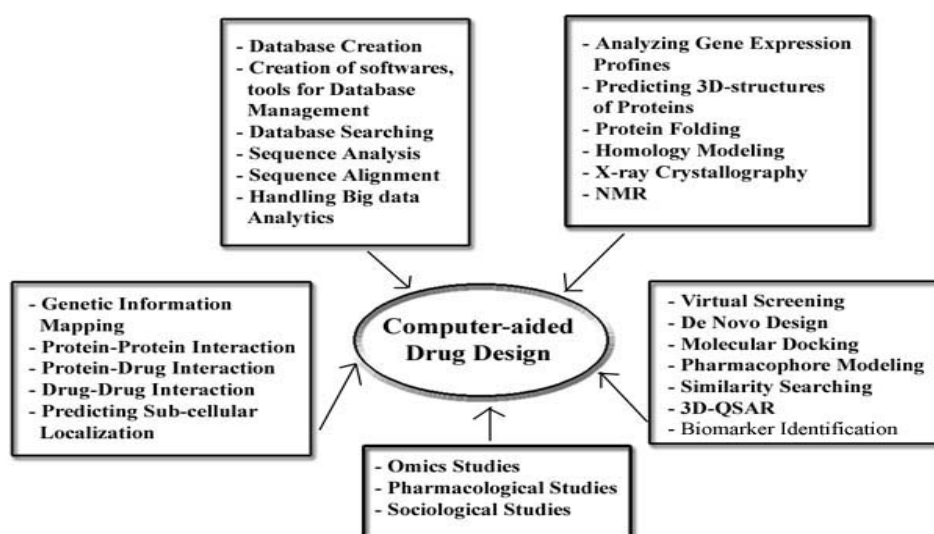 - Database Creation
- Creation of softwares,
tools for Database
Management
- Database Searching
- Sequence Analysis
- Sequence Alignment
- Handling Big data
Analytics
- Analyzing Gene Expression
Profines
- Predicting 3D-structures
of Proteins
- Protein Folding
- Homology Modeling
- X-ray Crystallography
- NMR
- Genetic Information
Mapping
- Protein-Protein Interaction
- Protein-Drug Interaction
- Drug-Drug Interaction
- Predicting Sub-cellular
Localization
Computer-aided
Drug Design
- Virtual Screening
- De Novo Design
- Molecular Docking
- Pharmacophore Modeling
- Similarity Searching
- 3D-QSAR
- Biomarker Identification
- Omics Studies
- Pharmacological Studies
- Sociological Studies